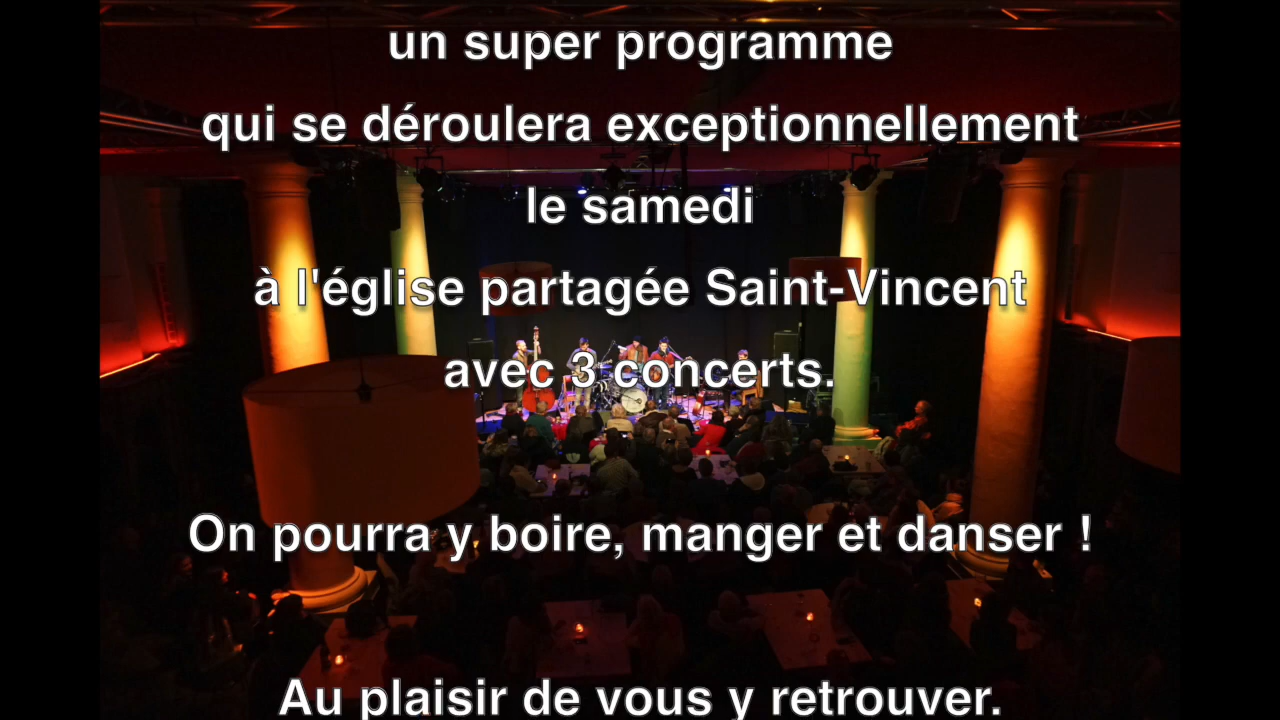 un super programme
qui se déroulera exceptionnellement
le samedi
à l'église partagée Saint-Vincent
avec 3 concerts.
On pourra y boire, manger et danser !
Au plaisir de vous y retrouver.